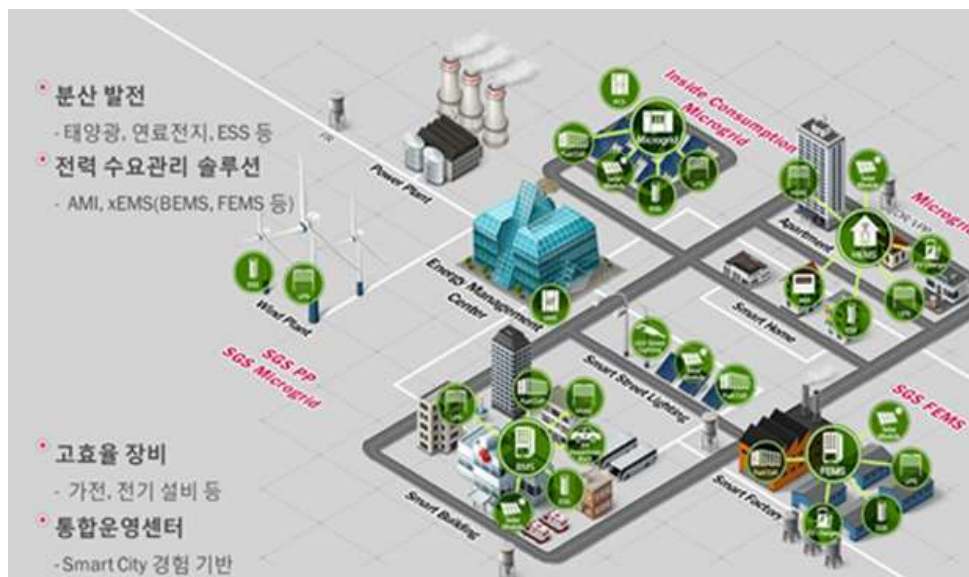 분산 발전
- 태양광, 연료전지, ESS 등
전력 수요관리 솔루션
- AMI, xEMS(BEMS, FEMS 등)
고효율 장비
- 가전, 전기 설비 등
통합운영센터
-Smart City 경험 기반
FR
Power Plant
Inside Consumption
Microgrid
Microgrid
Apartment
Microgrid
HEMS
Energy Management
Center
Wind Plant
SGS PP
SGS Microgrid
Smart Home
Smart Street Lighting
SGS FEMS
BMS
FEMS
Smart Building
Smart Factory